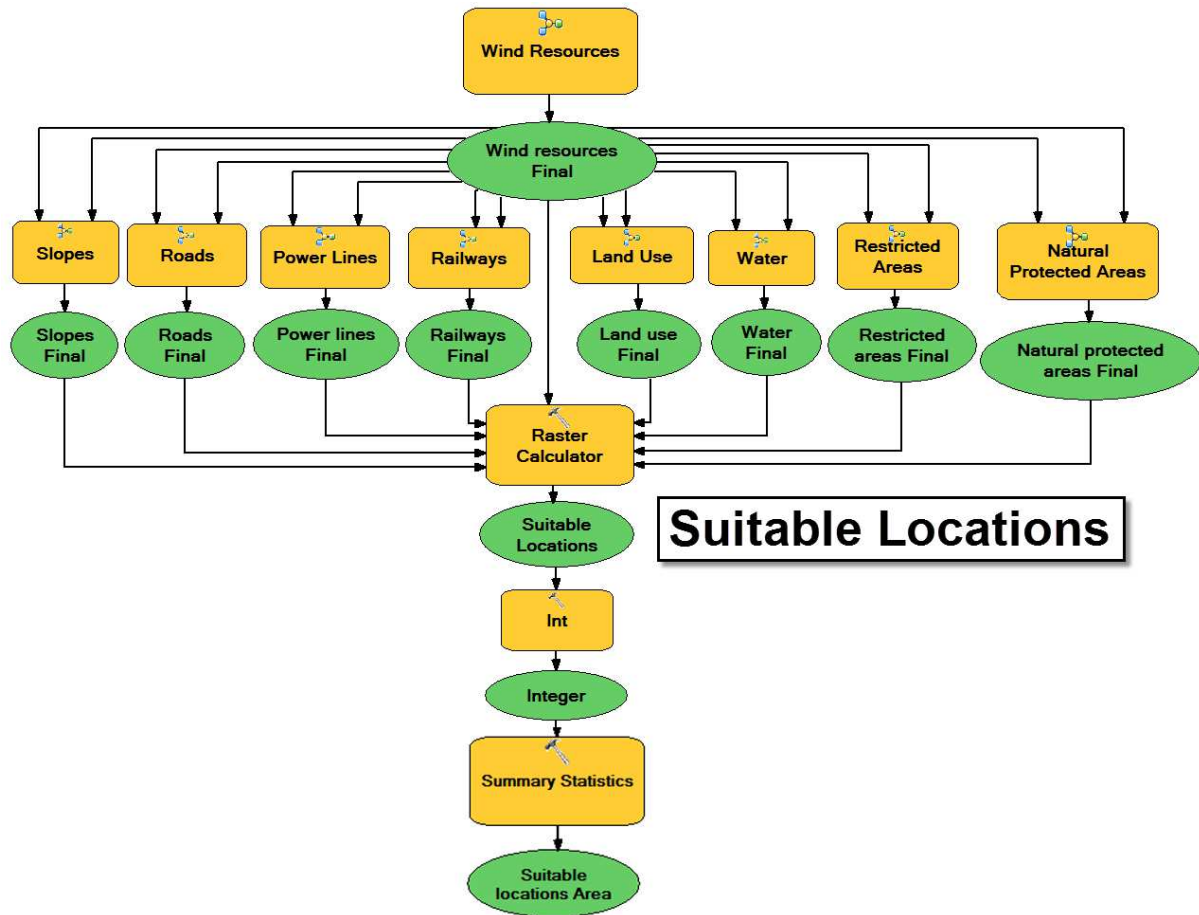 Wind Resources
Wind resources
Final
Slopes
Roads
Power Lines
Railways
Land Use
Water
Restricted
Areas
Natural
Protected Areas
Slopes
Final
Roads
Final
Power lines
Final
Railways
Final
Land use
Final
Water
Final
Restricted
areas Final
Natural protected
areas Final
Raster
Calculator
Suitable
Locations
Suitable Locations
Int
Integer
Summary Statistics
Suitable
locations Area